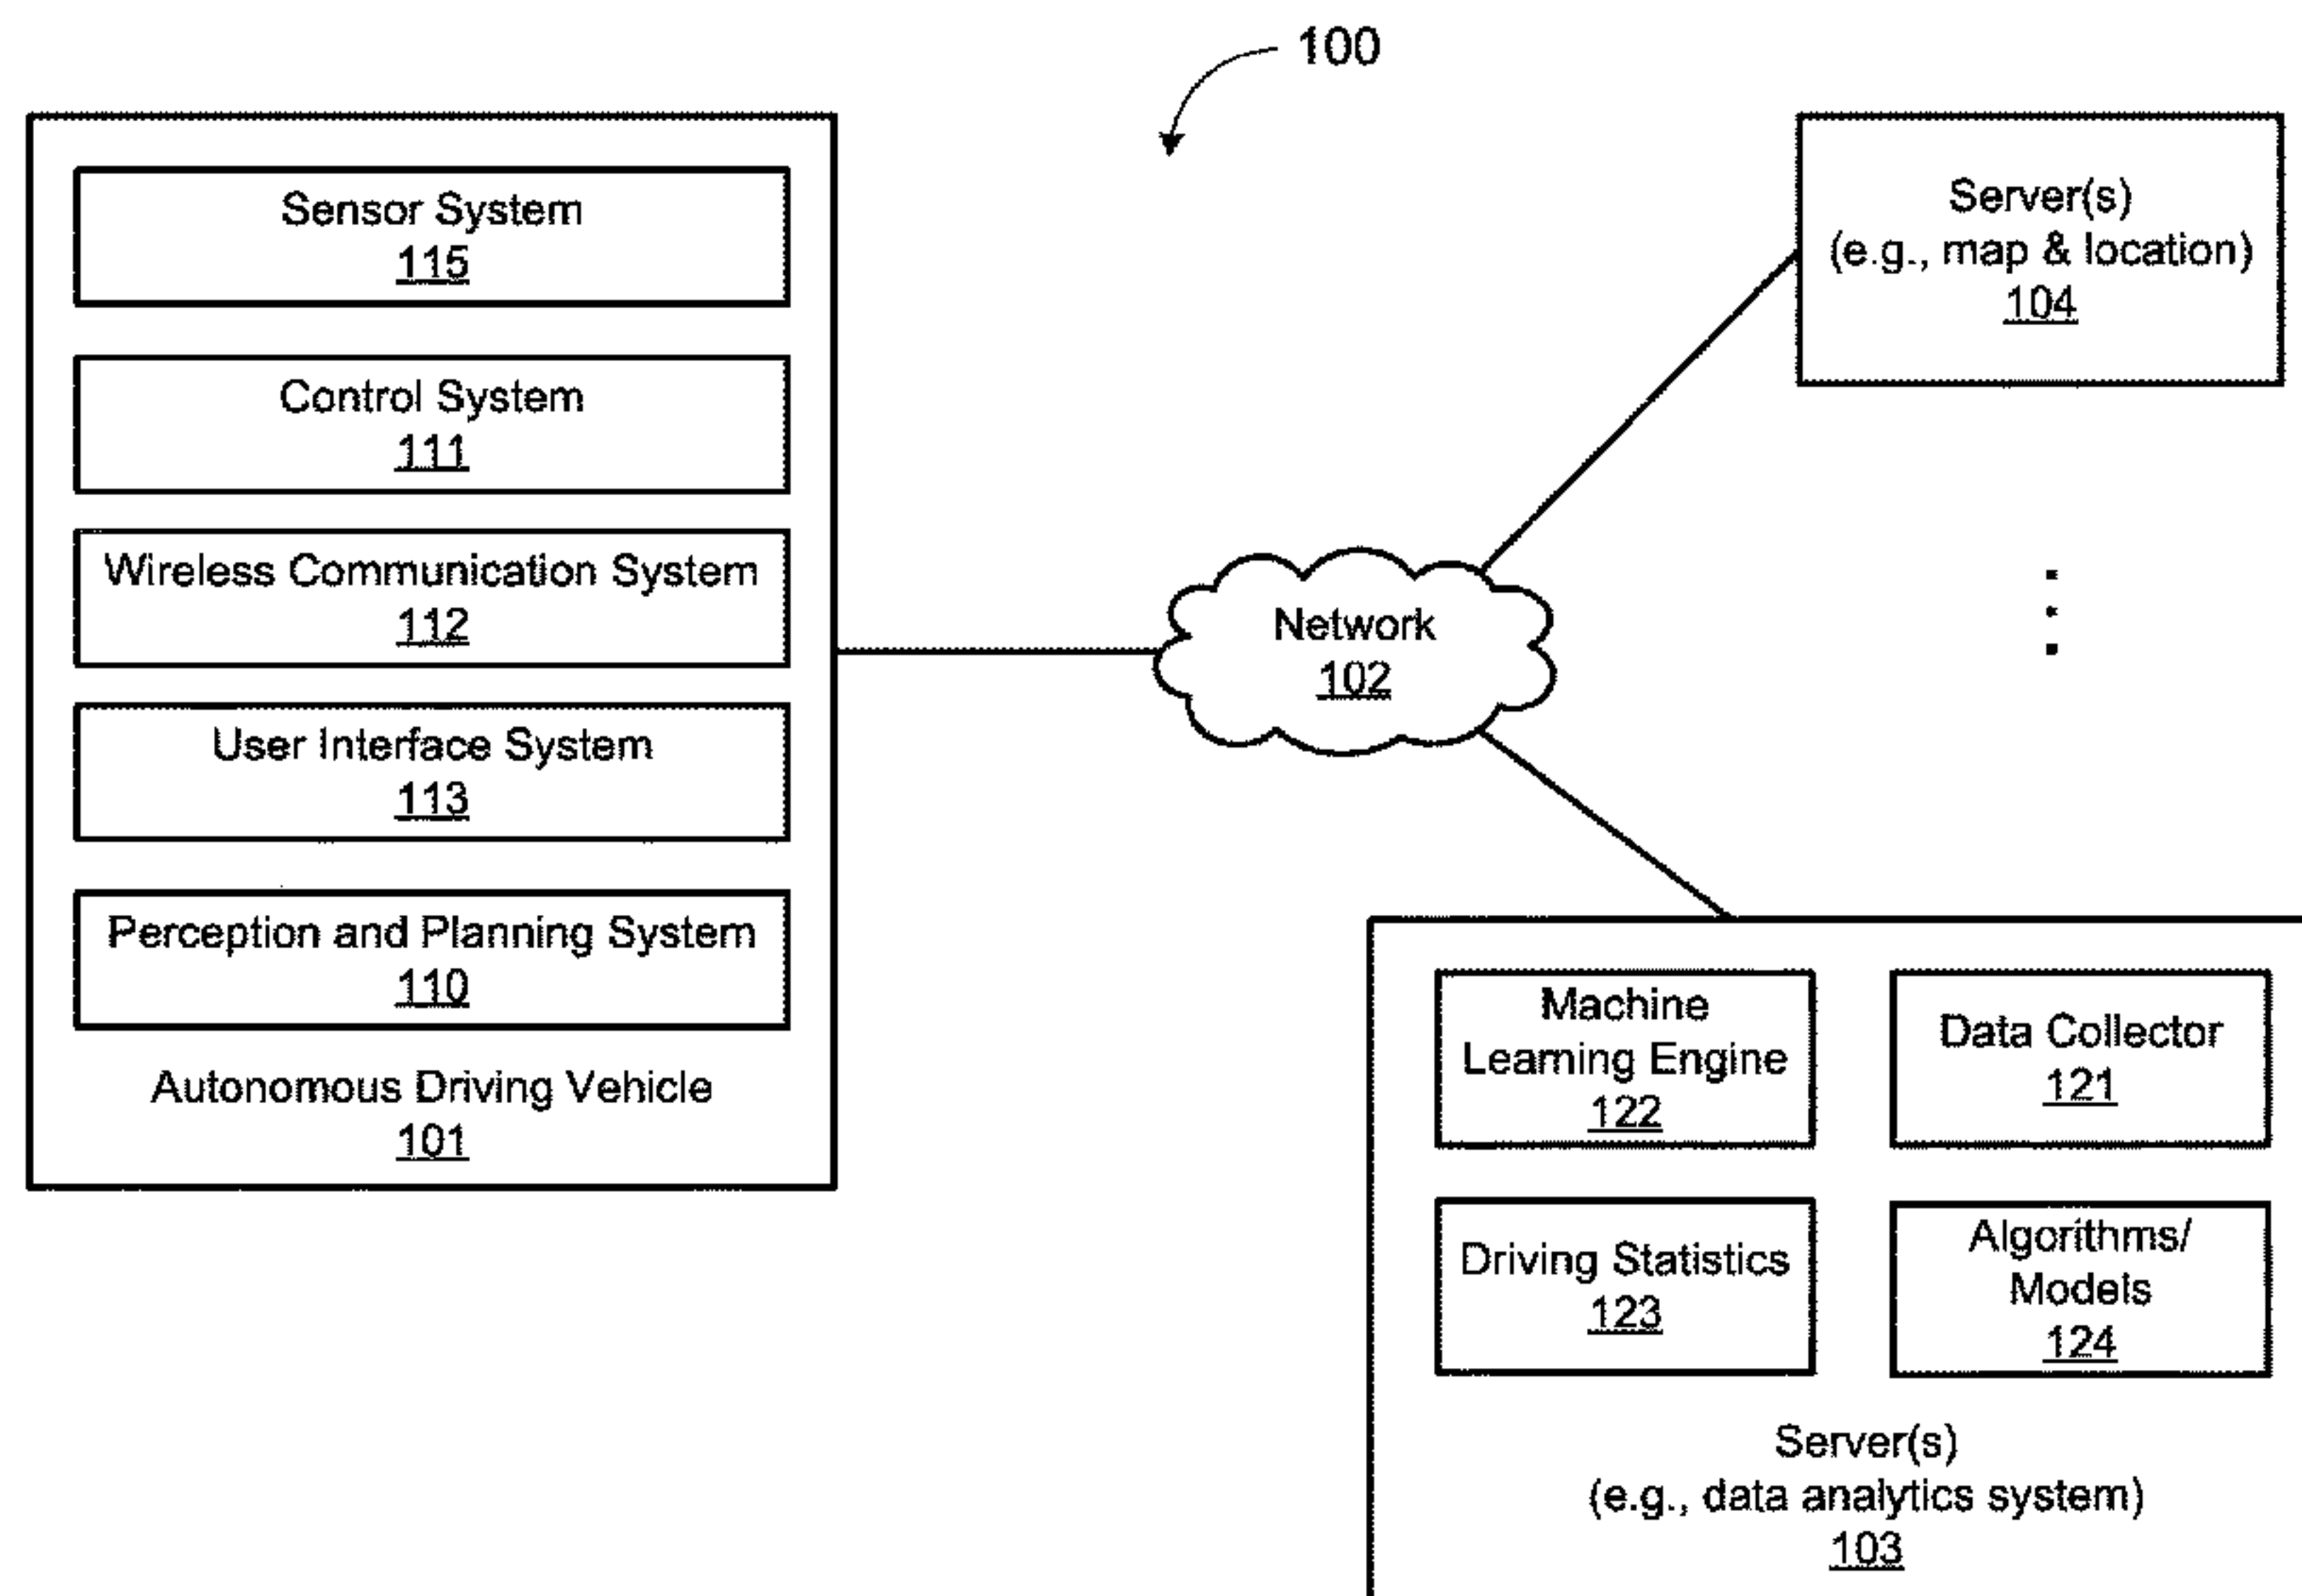 100
Sensor System
115
Control System
111
Wireless Communication System
112
User Interface System
113
Perception and Planning System
110
Autonomous Driving Vehicle
101
Network
102
Server(s)
(e.g., map & location)
104
Machine
Learning Engine
122
Data Collector
121
Driving Statistics
123
Algorithms/
Models
124
Server(s)
(e.g., data analytics system)
103